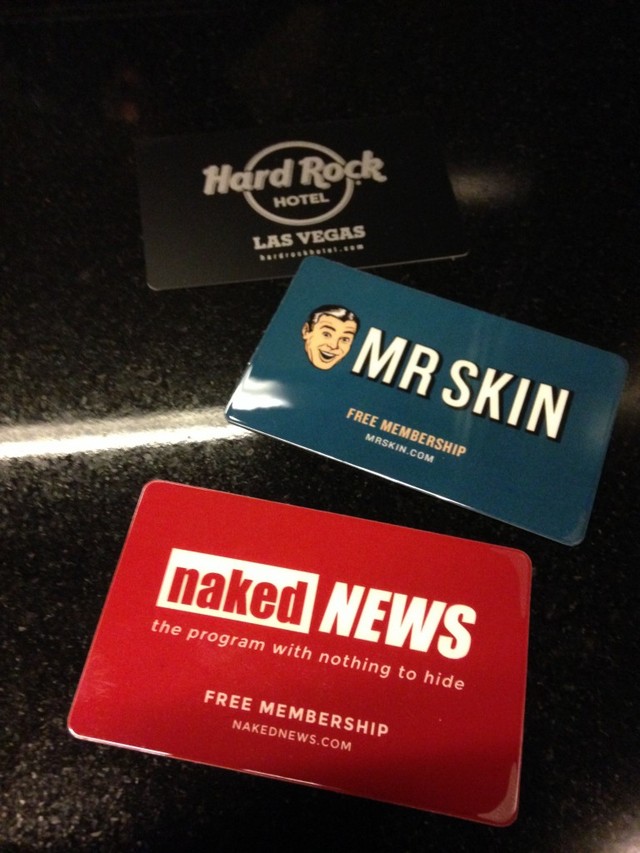 Hard Rock
HOTEL
LAS VEGAS
hardrockhotel.com
MR SKIN
FREE MEMBERSHIP
MRSKIN.COM
naked NEWS
the program with nothing to hide
FREE MEMBERSHIP
NAKEDNEWS.COM